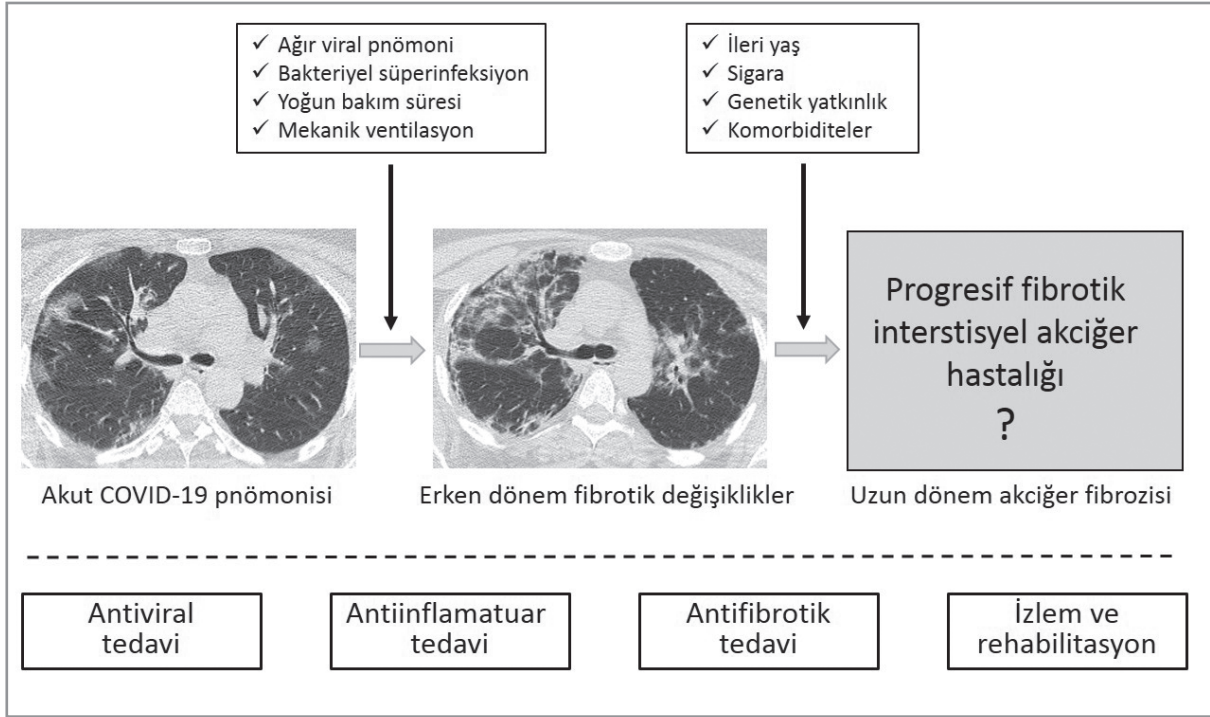 ✓ Ağır viral pnömoni
✓ Bakteriyel süperinfeksiyon
✓ Yoğun bakım süresi
✓ Mekanik ventilasyon
✓ İleri yaş
✓ Sigara
✓ Genetik yatkınlık
✓ Komorbiditeler
Progresif fibrotik
interstisyel akciğer
hastalığı
?
Akut COVID-19 pnömonisi
Erken dönem fibrotik değişiklikler
Uzun dönem akciğer fibrozisi
Antiviral
tedavi
Antiinflamatuar
tedavi
Antifibrotik
tedavi
İzlem ve
rehabilitasyon